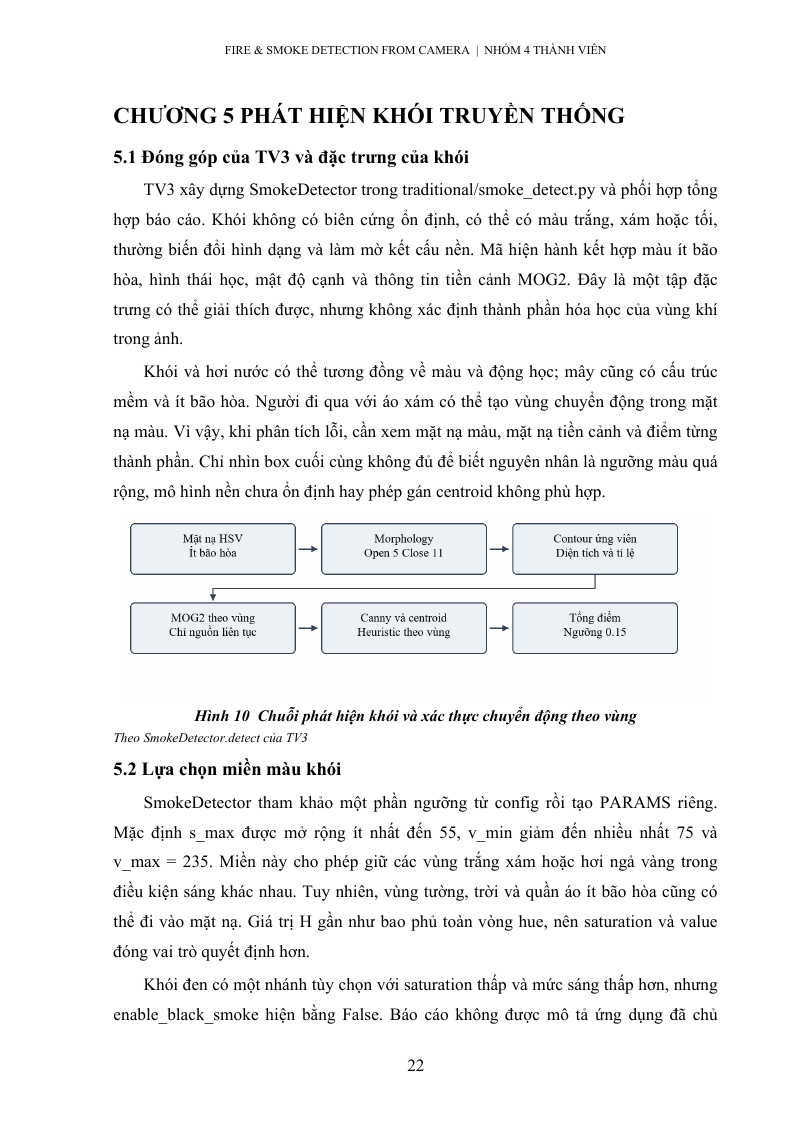 FIRE & SMOKE DETECTION FROM CAMERA | NHÓM 4 THÀNH VIÊN
CHƯƠNG 5 PHÁT HIỆN KHÓI TRUYỀN THỐNG
5.1 Đóng góp của TV3 và đặc trưng của khói
TV3 xây dựng SmokeDetector trong traditional/smoke_detect.py và phối hợp tổng
hợp báo cáo. Khói không có biên cứng ổn định, có thể có màu trắng, xám hoặc tối,
thường biến đổi hình dạng và làm mờ kết cấu nền. Mã hiện hành kết hợp màu ít bão
hòa, hình thái học, mật độ cạnh và thông tin tiền cảnh MOG2. Đây là một tập đặc
trưng có thể giải thích được, nhưng không xác định thành phần hóa học của vùng khí
trong ảnh.
Khói và hơi nước có thể tương đồng về màu và động học; mây cũng có cấu trúc
mềm và ít bão hòa. Người đi qua với áo xám có thể tạo vùng chuyển động trong mặt
nạ màu. Vì vậy, khi phân tích lỗi, cần xem mặt nạ màu, mặt nạ tiền cảnh và điểm từng
thành phần. Chỉ nhìn box cuối cùng không đủ để biết nguyên nhân là ngưỡng màu quá
rộng, mô hình nền chưa ổn định hay phép gán centroid không phù hợp.
Mặt nạ HSV
Ít bão hòa
Morphology
Open 5 Close 11
Contour ứng viên
Diện tích và tỉ lệ
MOG2 theo vùng
Chỉ nguồn liên tục
Canny và centroid
Heuristic theo vùng
Tổng điểm
Ngưỡng 0.15
Hình 10 Chuỗi phát hiện khói và xác thực chuyển động theo vùng
Theo SmokeDetector.detect của TV3
5.2 Lựa chọn miền màu khói
SmokeDetector tham khảo một phần ngưỡng từ config rồi tạo PARAMS riêng.
Mặc định s_max được mở rộng ít nhất đến 55, v_min giảm đến nhiều nhất 75 và
v_max = 235. Miền này cho phép giữ các vùng trắng xám hoặc hơi ngả vàng trong
điều kiện sáng khác nhau. Tuy nhiên, vùng tường, trời và quần áo ít bão hòa cũng có
thể đi vào mặt nạ. Giá trị H gần như bao phủ toàn vòng hue, nên saturation và value
đóng vai trò quyết định hơn.
Khói đen có một nhánh tùy chọn với saturation thấp và mức sáng thấp hơn, nhưng
enable_black_smoke hiện bằng False. Báo cáo không được mô tả ứng dụng đã chủ
22